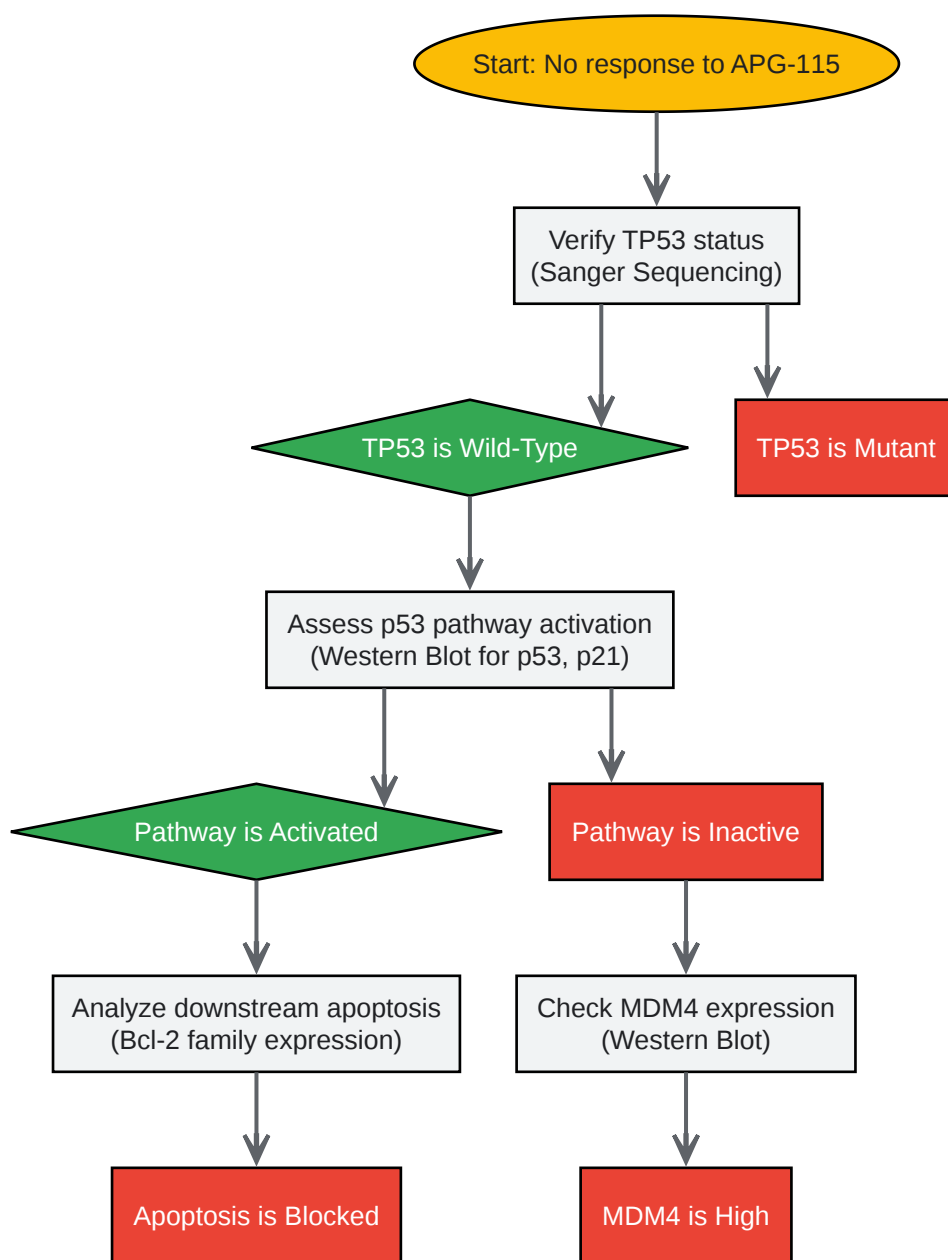 Start: No response to APG-115
Verify TP53 status
(Sanger Sequencing)
TP53 is Wild-Type
TP53 is Mutant
Assess p53 pathway activation
(Western Blot for p53, p21)
Pathway is Activated
Pathway is Inactive
Analyze downstream apoptosis
(Bcl-2 family expression)
Check MDM4 expression
(Western Blot)
Apoptosis is Blocked
MDM4 is High